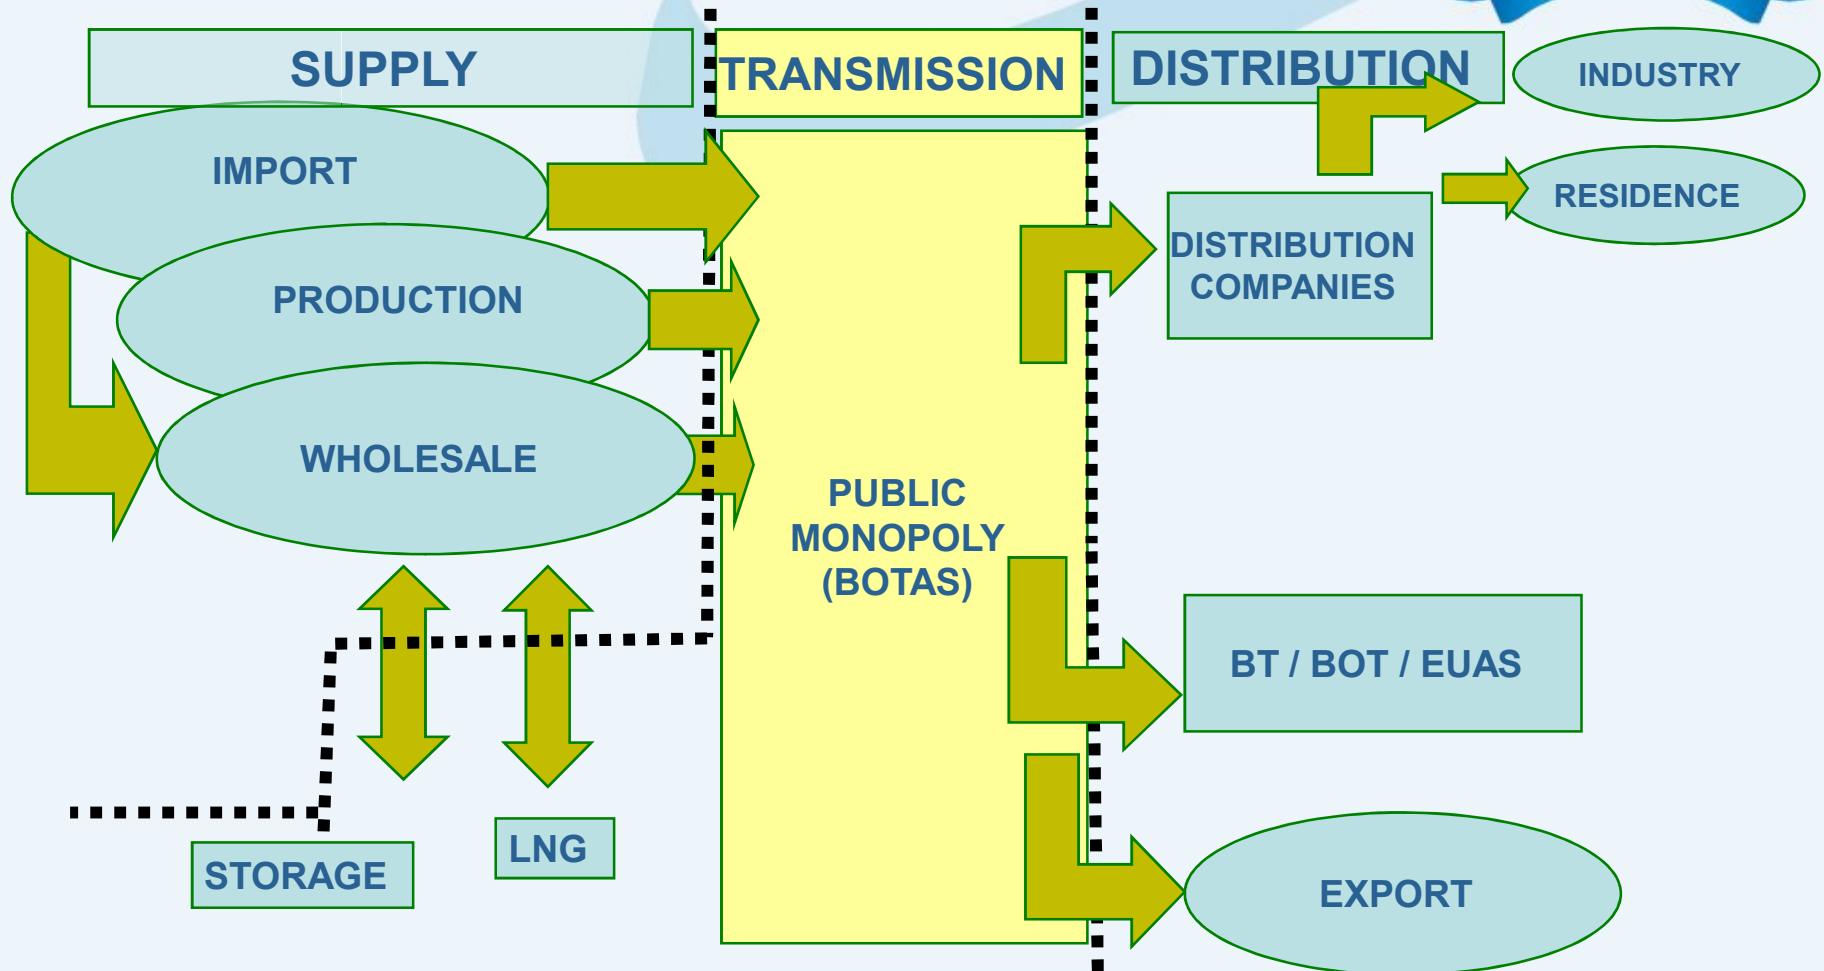 SUPPLY
TRANSMISSION
DISTRIBUTION
INDUSTRY
IMPORT
RESIDENCE
DISTRIBUTION
COMPANIES
PRODUCTION
WHOLESALE
PUBLIC
MONOPOLY
(BOTAS)
BT / BOT / EUAS
STORAGE
LNG
EXPORT